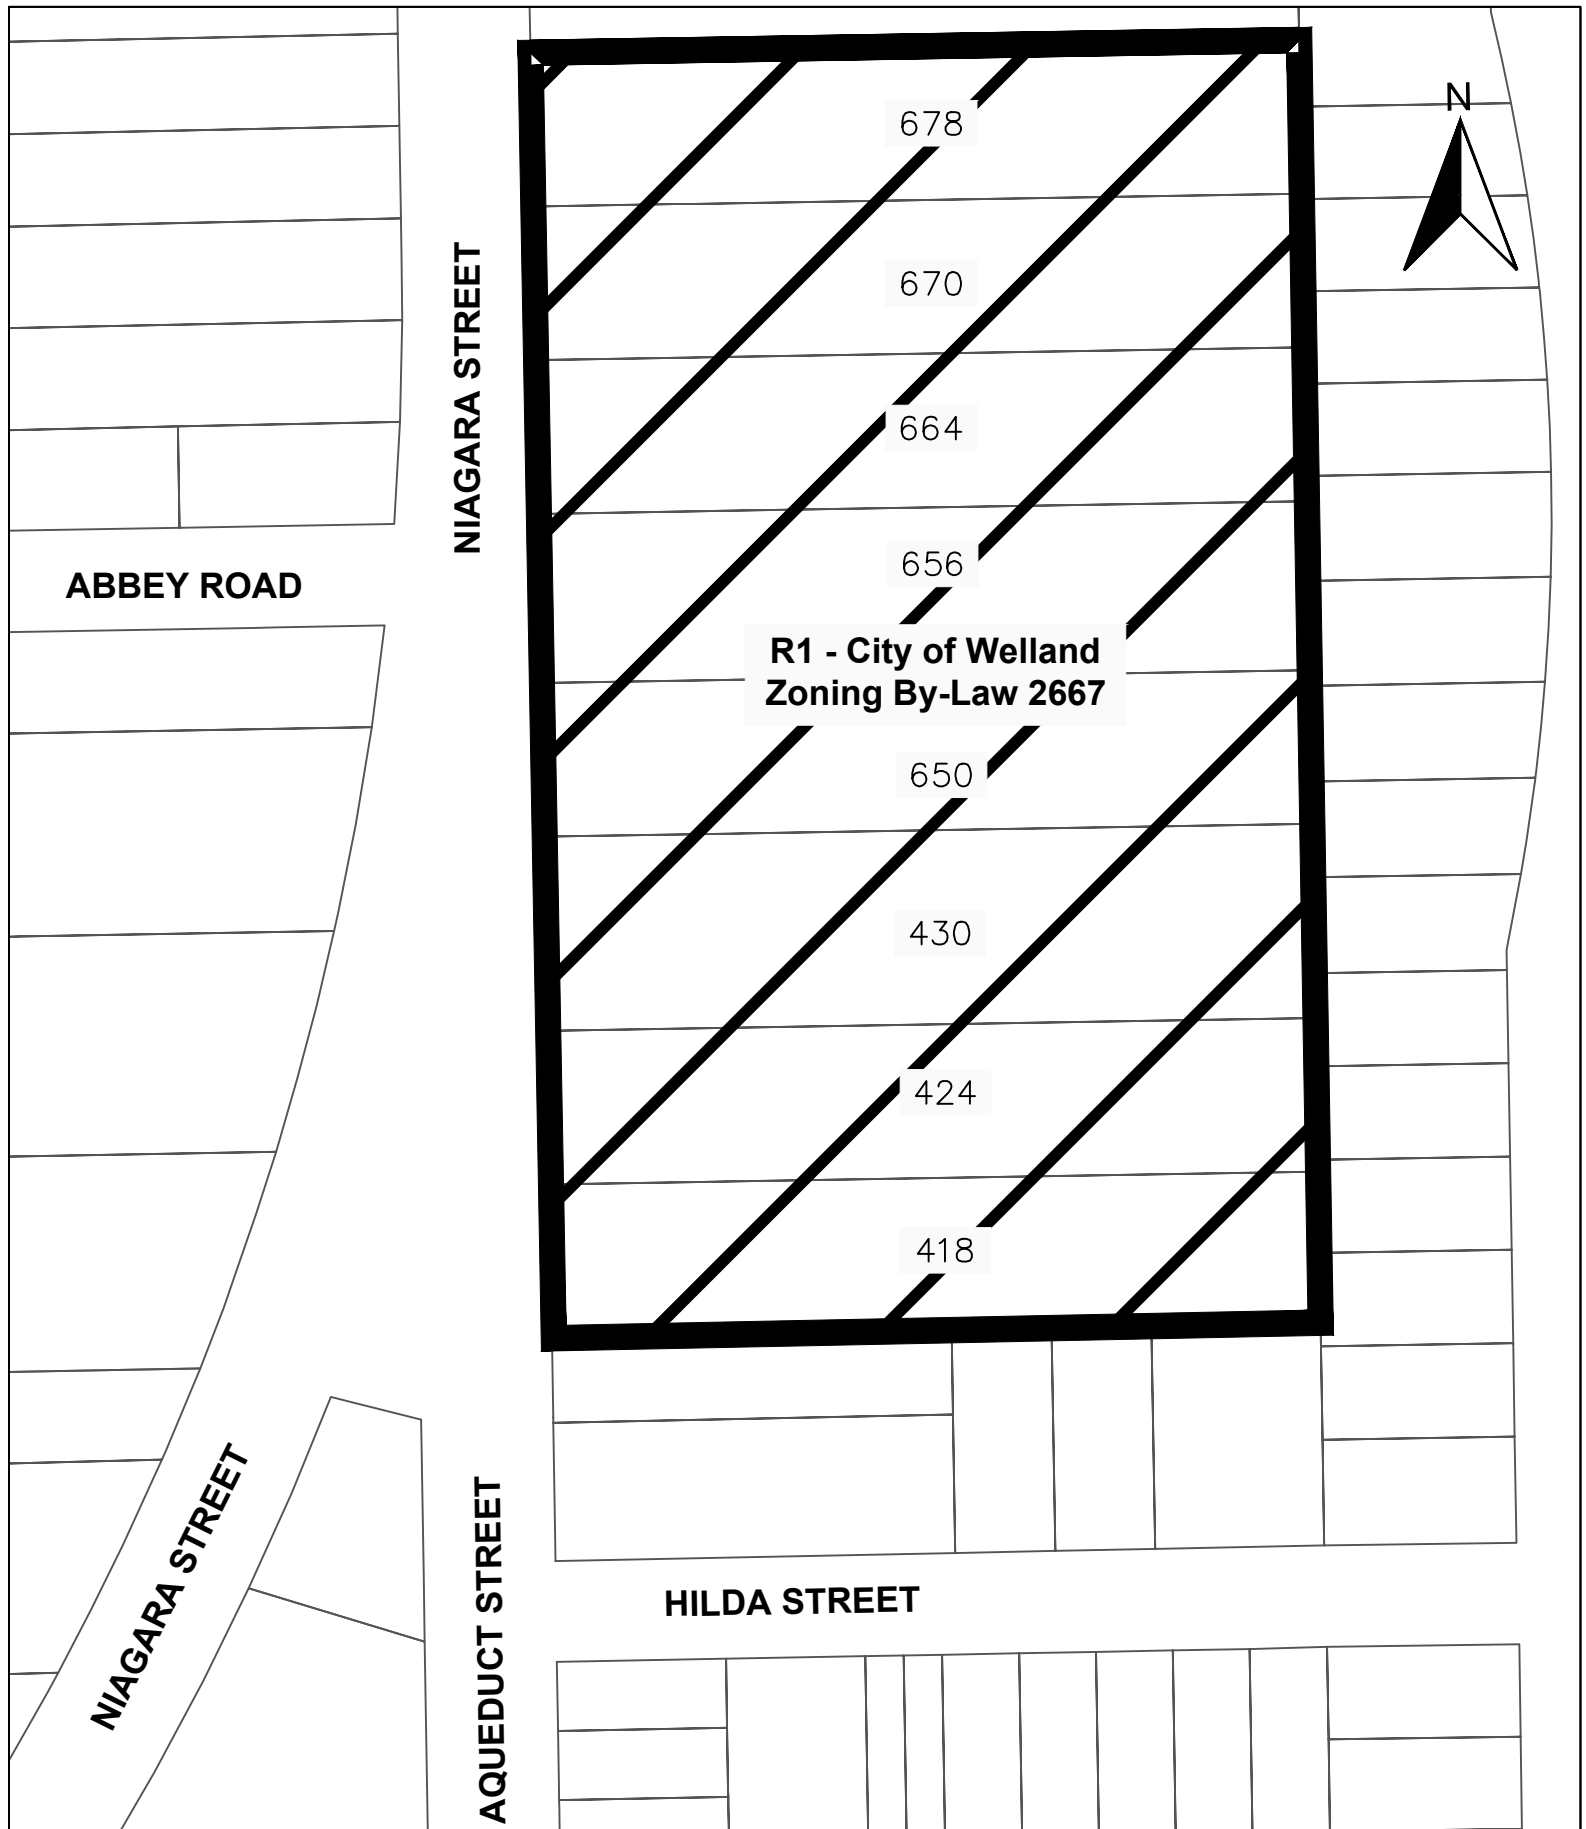 N
678
670
NIAGARA STREET
664
656
ABBEY ROAD
R1 - City of Welland
Zoning By-Law 2667
650
430
424
418
NIAGARA STREET
AQUEDUCT STREET
HILDA STREET